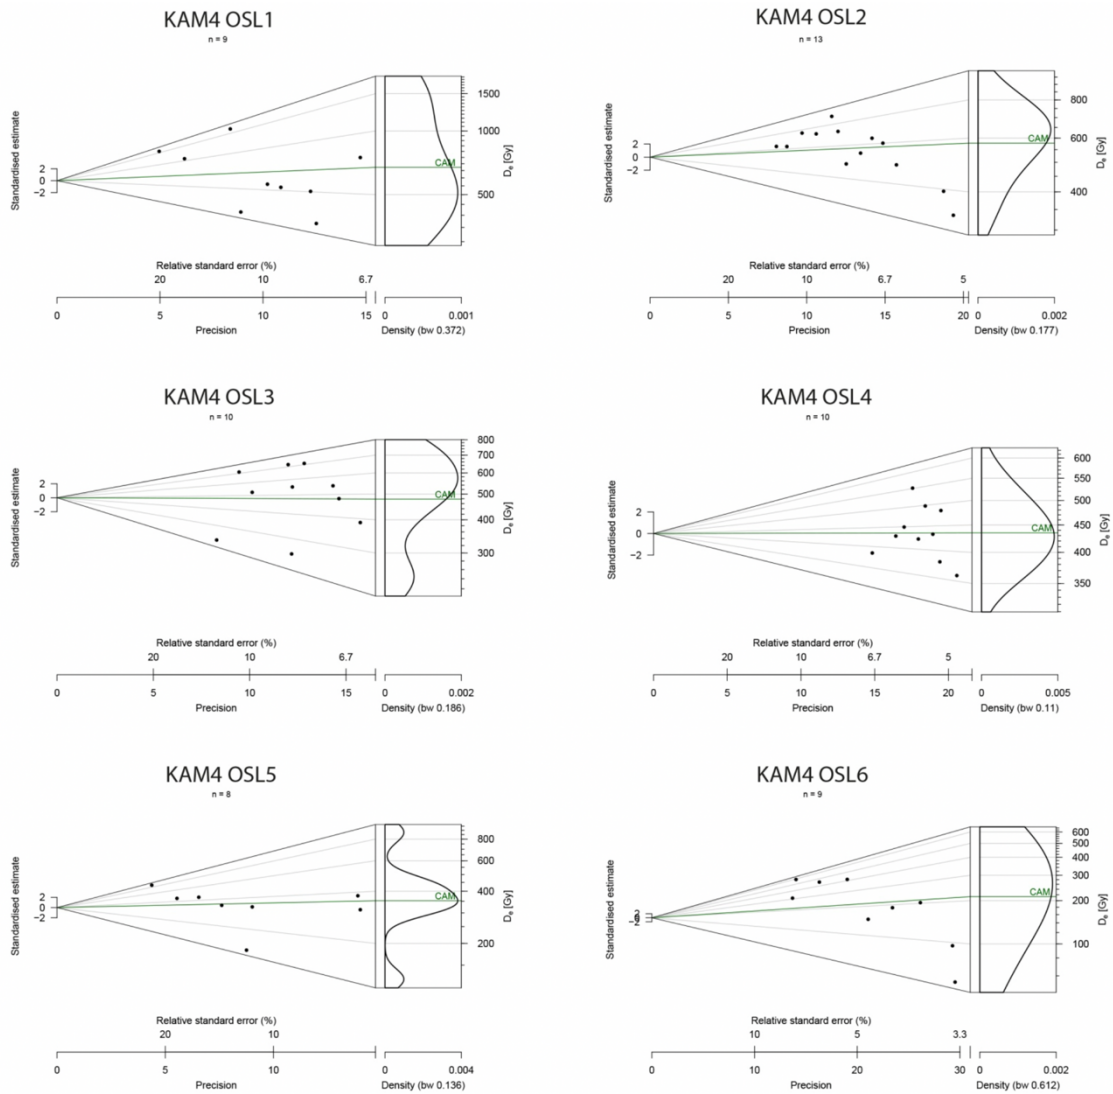 KAM4 OSL1
n = 9
Standardised estimate
2
0
−2
1500
1000
500
CAM
De [Gy]
Relative standard error (%)
20 10 6.7
0 5 10 15 0 0.001
Precision Density (bw 0.372)
KAM4 OSL2
n = 13
Standardised estimate
2
0
−2
800
600
400
CAM
De [Gy]
Relative standard error (%)
20 10 6.7 5
0 5 10 15 20 0 0.002
Precision Density (bw 0.177)
KAM4 OSL3
n = 10
Standardised estimate
2
0
−2
800
700
600
500
400
300
CAM
De [Gy]
Relative standard error (%)
20 10 6.7
0 5 10 15 0 0.002
Precision Density (bw 0.186)
KAM4 OSL4
n = 10
Standardised estimate
2
0
−2
600
550
500
450
400
350
CAM
De [Gy]
Relative standard error (%)
20 10 6.7 5
0 5 10 15 20 0 0.005
Precision Density (bw 0.11)
KAM4 OSL5
n = 8
Standardised estimate
2
0
−2
800
600
400
200
CAM
De [Gy]
Relative standard error (%)
20 10
0 5 10 0 0.004
Precision Density (bw 0.136)
KAM4 OSL6
n = 9
Standardised estimate
2
0
−2
600
500
400
300
200
100
CAM
De [Gy]
Relative standard error (%)
10 5 3.3
0 10 20 30 0 0.002
Precision Density (bw 0.612)